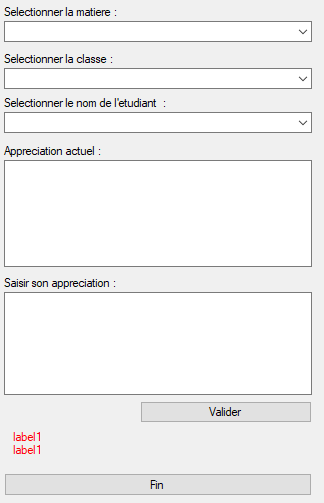 Selectionner la matiere :
Selectionner la classe :
Selectionner le nom de l'etudiant  :
Appreciation actuel :
Saisir son appreciation :
Valider
label1
label1
Fin